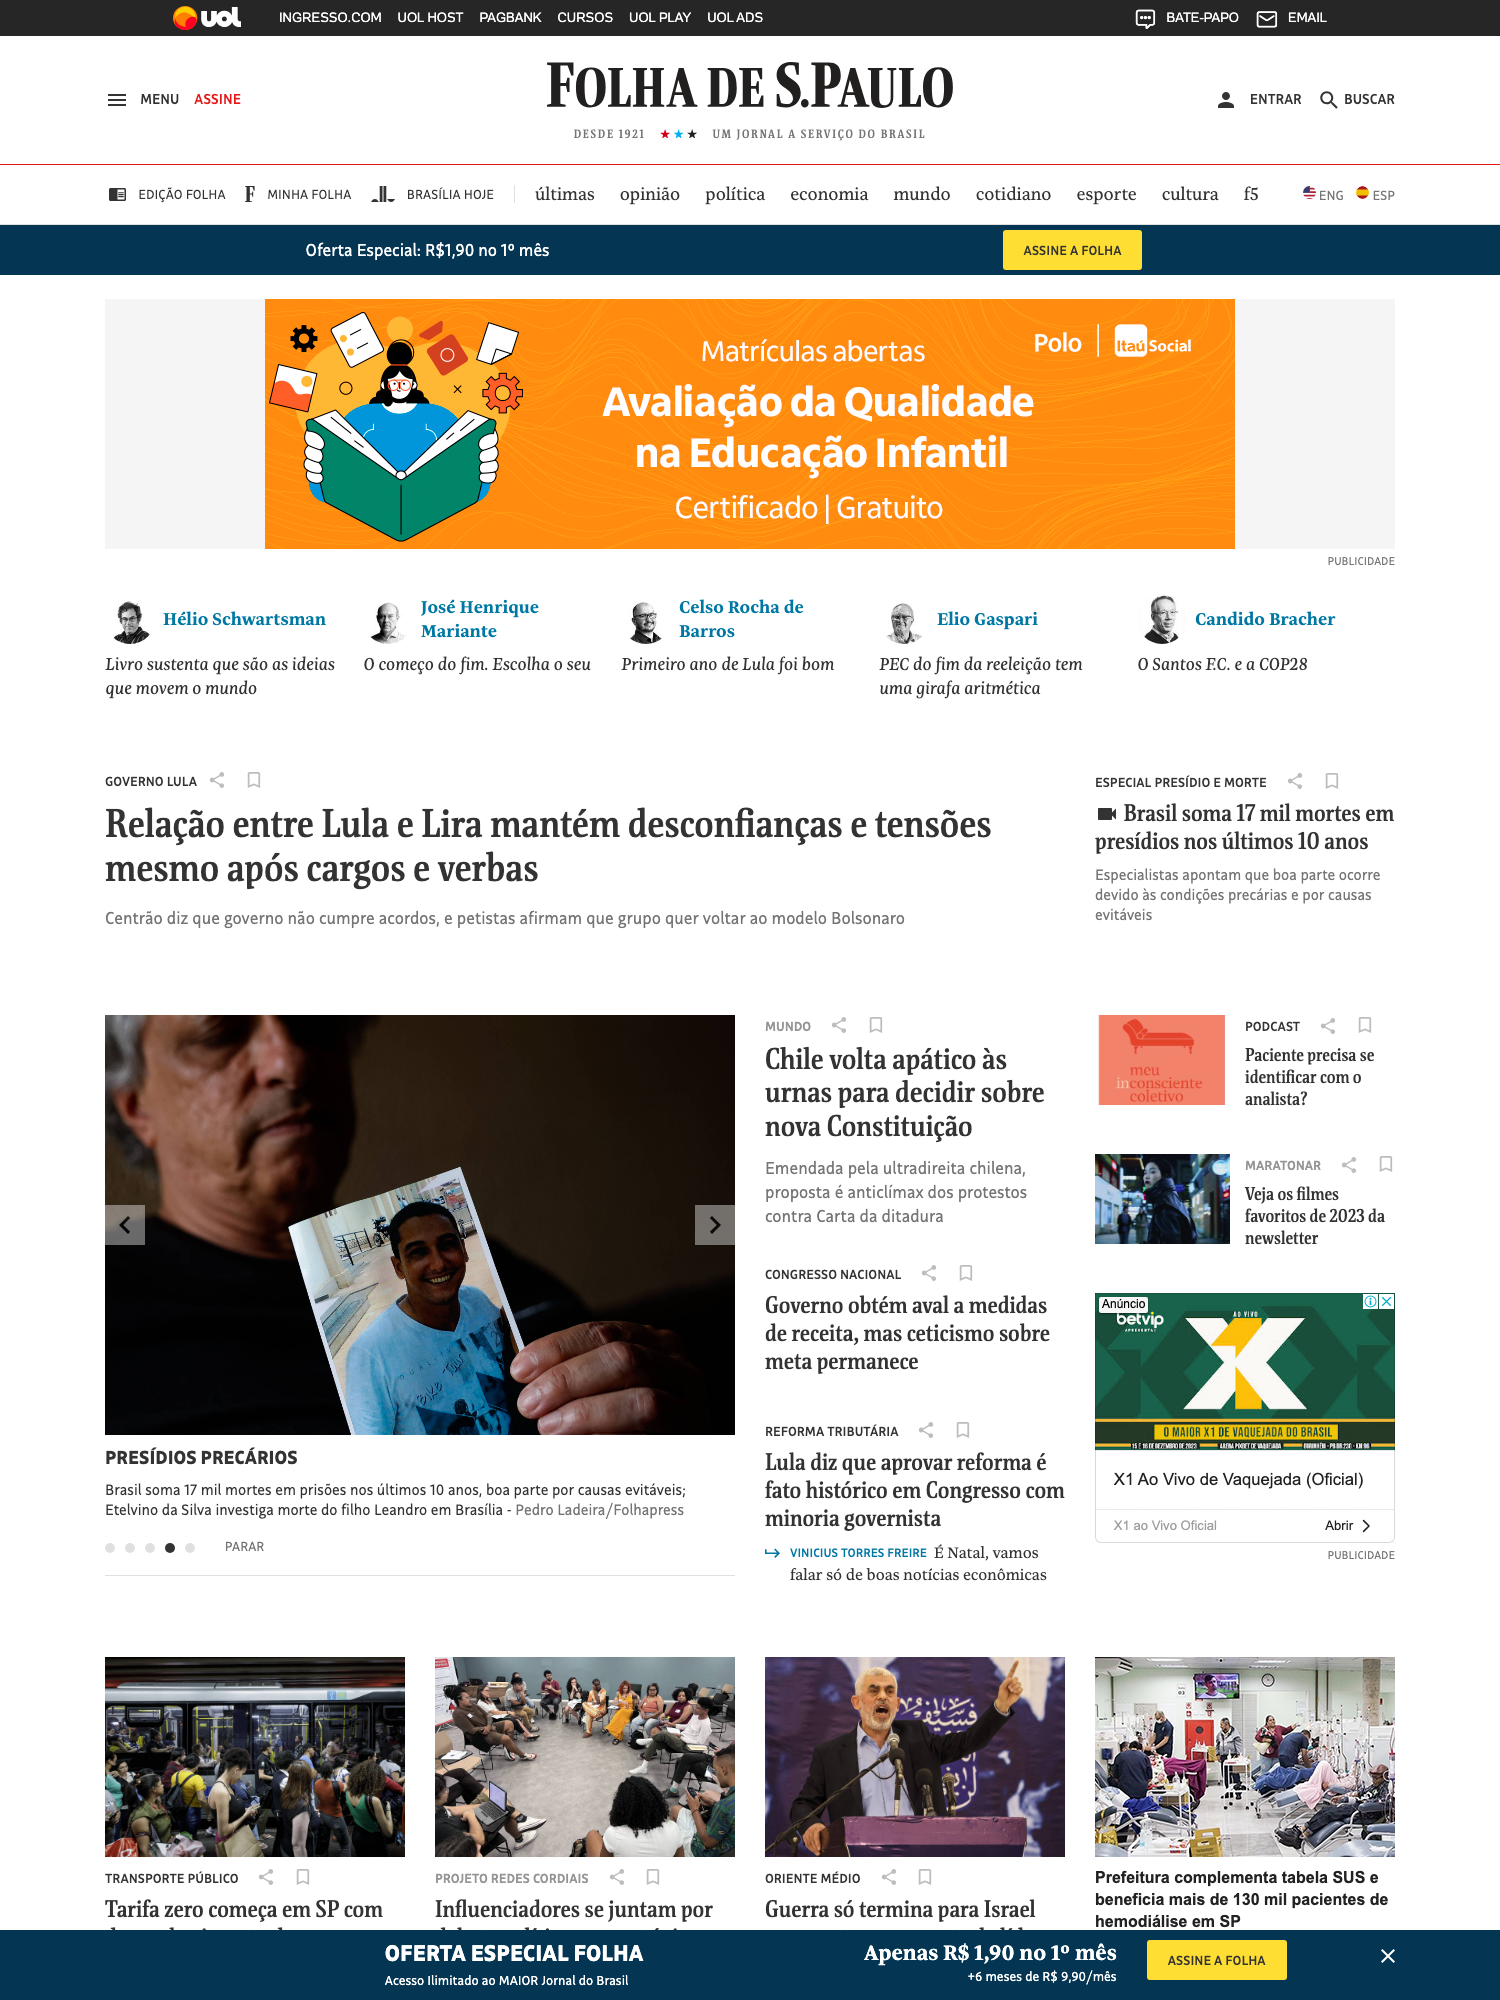 uol
INGRESSO.COM UOL HOST PAGBANK CURSOS UOL PLAY UOL ADS
BATE-PAPO EMAIL
MENU ASSINE
FOLHA DE S.PAULO
DESDE 1921 ★★★ UM JORNAL A SERVIÇO DO BRASIL
ENTRAR BUSCAR
EDIÇÃO FOLHA F MINHA FOLHA BRASÍLIA HOJE
últimas opinião política economia mundo cotidiano esporte cultura f5
ENG ESP
Oferta Especial: R$1,90 no 1º mês
ASSINE A FOLHA
Matrículas abertas
Polo | Itaú Social
Avaliação da Qualidade
na Educação Infantil
Certificado | Gratuito
PUBLICIDADE
Hélio Schwartsman
Livro sustenta que são as ideias
que movem o mundo
José Henrique
Mariante
O começo do fim. Escolha o seu
Celso Rocha de
Barros
Primeiro ano de Lula foi bom
Elio Gaspari
PEC do fim da reeleição tem
uma girafa aritmética
Candido Bracher
O Santos F.C. e a COP28
GOVERNO LULA
Relação entre Lula e Lira mantém desconfianças e tensões
mesmo após cargos e verbas
Centrão diz que governo não cumpre acordos, e petistas afirmam que grupo quer voltar ao modelo Bolsonaro
ESPECIAL PRESÍDIO E MORTE
Brasil soma 17 mil mortes em
presídios nos últimos 10 anos
Especialistas apontam que boa parte ocorre
devido às condições precárias e por causas
evitáveis
PRESÍDIOS PRECÁRIOS
Brasil soma 17 mil mortes em prisões nos últimos 10 anos, boa parte por causas evitáveis;
Etelvino da Silva investiga morte do filho Leandro em Brasília - Pedro Ladeira/Folhapress
PARAR
MUNDO
Chile volta apático às
urnas para decidir sobre
nova Constituição
Emendada pela ultradireita chilena,
proposta é anticlímax dos protestos
contra Carta da ditadura
CONGRESSO NACIONAL
Governo obtém aval a medidas
de receita, mas ceticismo sobre
meta permanece
REFORMA TRIBUTÁRIA
Lula diz que aprovar reforma é
fato histórico em Congresso com
minoria governista
VINICIUS TORRES FREIRE É Natal, vamos
falar só de boas notícias econômicas
meu
inconsciente
coletivo
PODCAST
Paciente precisa se
identificar com o
analista?
MARATONAR
Veja os filmes
favoritos de 2023 da
newsletter
Anúncio
betvip
APRESENTA!
AO VIVO
X1
O MAIOR X1 DE VAQUEJADA DO BRASIL
X1 Ao Vivo de Vaquejada (Oficial)
X1 ao Vivo Oficial
Abrir
PUBLICIDADE
TRANSPORTE PÚBLICO
Tarifa zero começa em SP com
PROJETO REDES CORDIAIS
Influenciadores se juntam por
ORIENTE MÉDIO
Guerra só termina para Israel
Prefeitura complementa tabela SUS e
beneficia mais de 130 mil pacientes de
hemodiálise em SP
OFERTA ESPECIAL FOLHA
Acesso Ilimitado ao MAIOR Jornal do Brasil
Apenas R$ 1,90 no 1º mês
+6 meses de R$ 9,90/mês
ASSINE A FOLHA